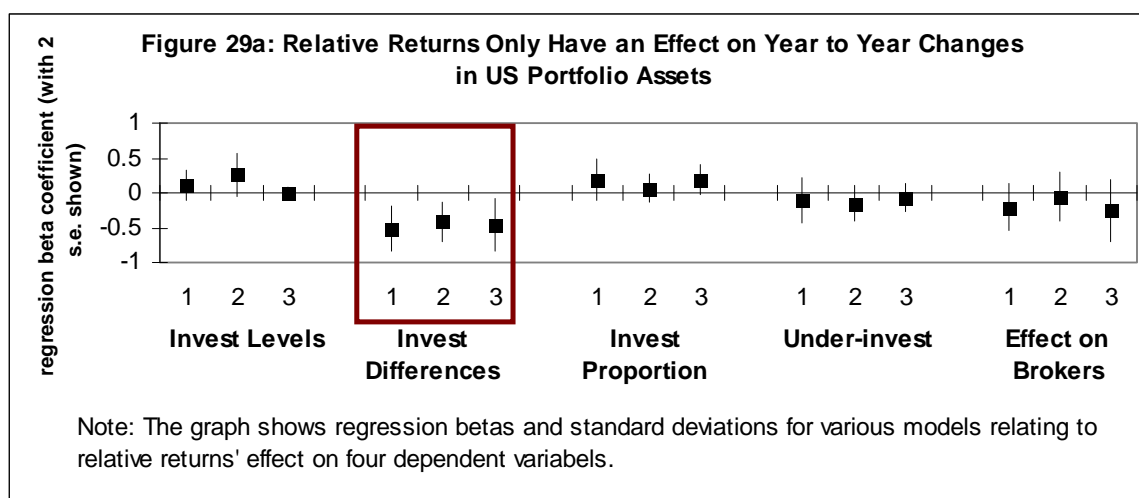 Figure 29a: Relative Returns Only Have an Effect on Year to Year Changes
in US Portfolio Assets
regression beta coefficient (with 2
s.e. shown)
1
0.5
0
-0.5
-1
1 2 3 1 2 3 1 2 3 1 2 3 1 2 3
Invest Levels Invest Invest Under-invest Effect on
Differences Proportion Brokers
Note: The graph shows regression betas and standard deviations for various models relating to
relative returns' effect on four dependent variabels.